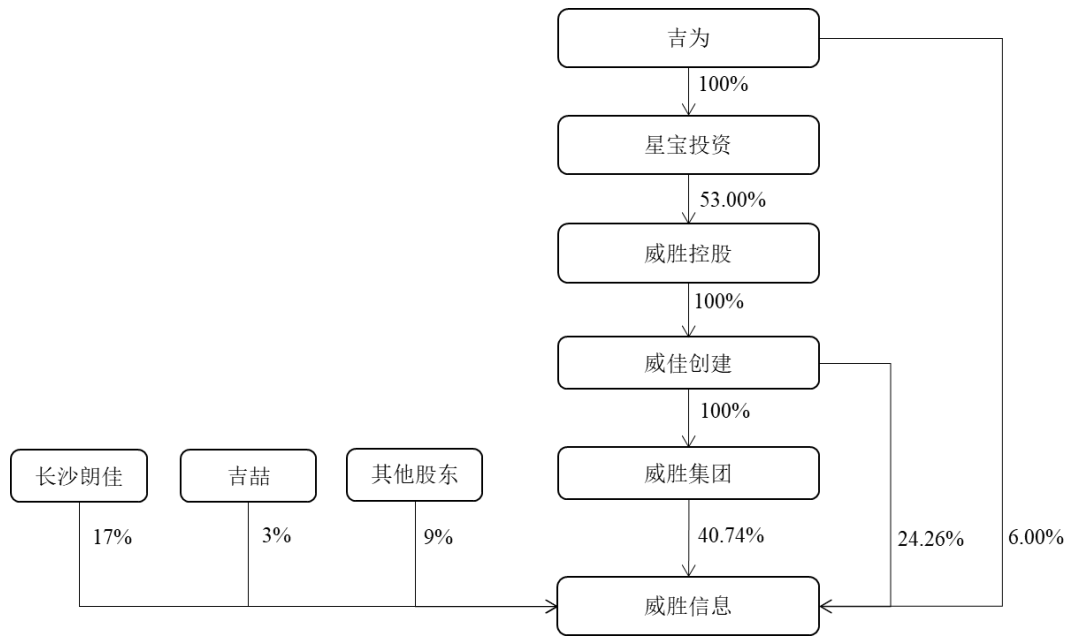 吉为
100%
星宝投资
53.00%
威胜控股
100%
威佳创建
100%
长沙朗佳
吉喆
其他股东
威胜集团
17%
3%
9%
40.74%
24.26%
6.00%
威胜信息